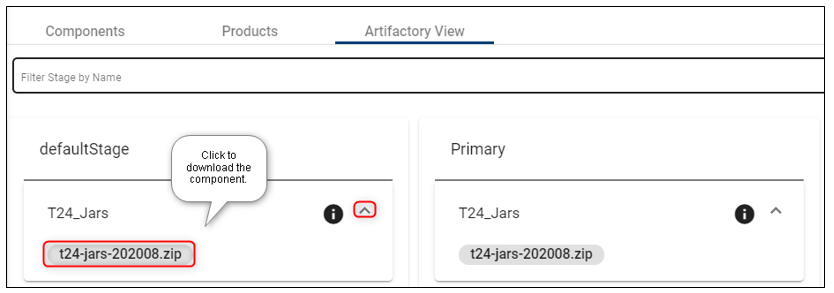 Components Products Artifactory View
Filter Stage by Name
defaultStage
Click to
download the
component.
T24_Jars
t24-jars-202008.zip
Primary
T24_Jars
t24-jars-202008.zip